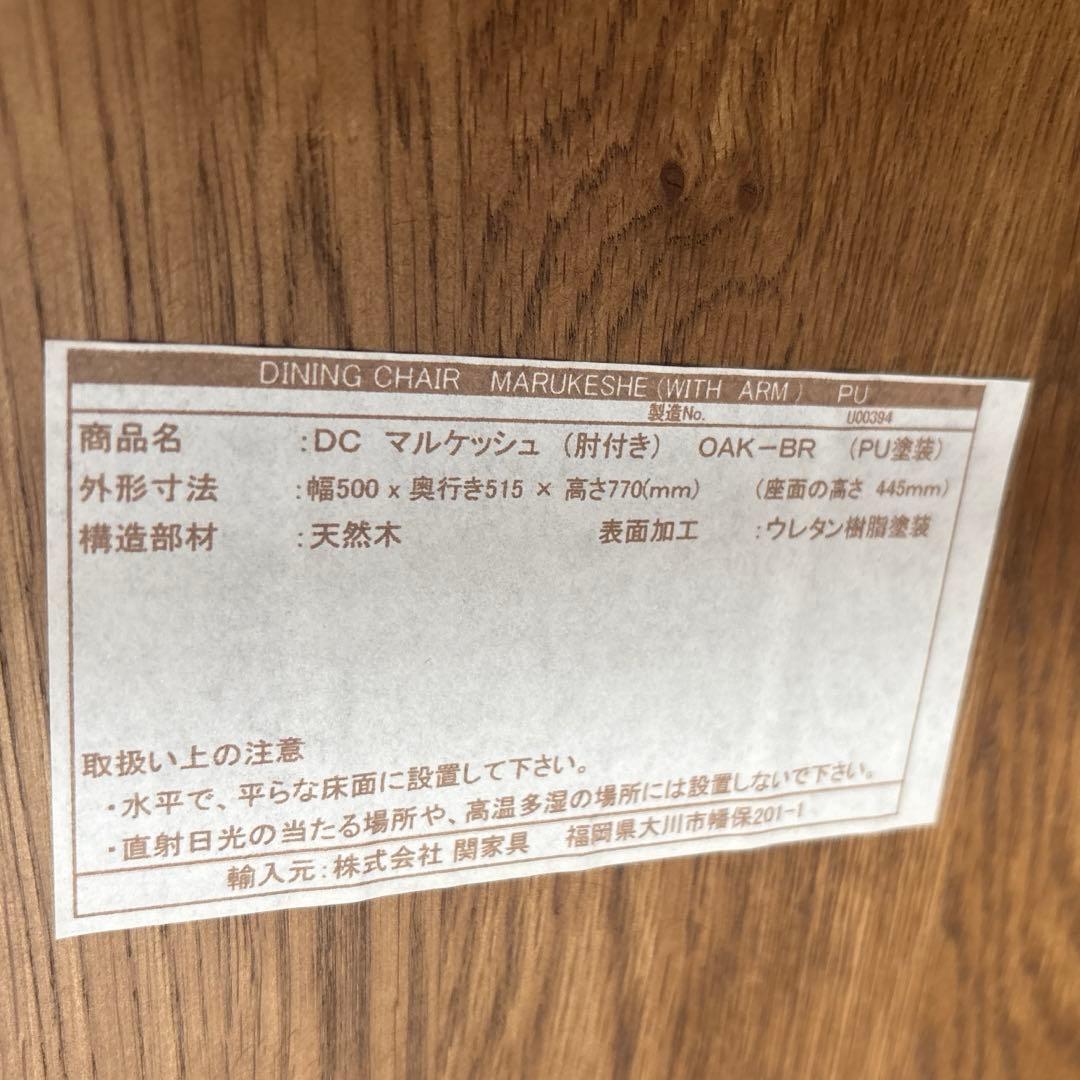 DINING CHAIR MARUKESHE (WITH ARM) PU
製造No. U00394
商品名 :DC マルケッシュ (肘付き) OAK-BR (PU塗装)
外形寸法 :幅500 x 奥行き515 × 高さ770(mm) (座面の高さ 445mm)
構造部材 :天然木 表面加工 :ウレタン樹脂塗装
取扱い上の注意
・水平で、平らな床面に設置して下さい。
・直射日光の当たる場所や、高温多湿の場所には設置しないで下さい。
輸入元:株式会社 関家具 福岡県大川市幡保201-1